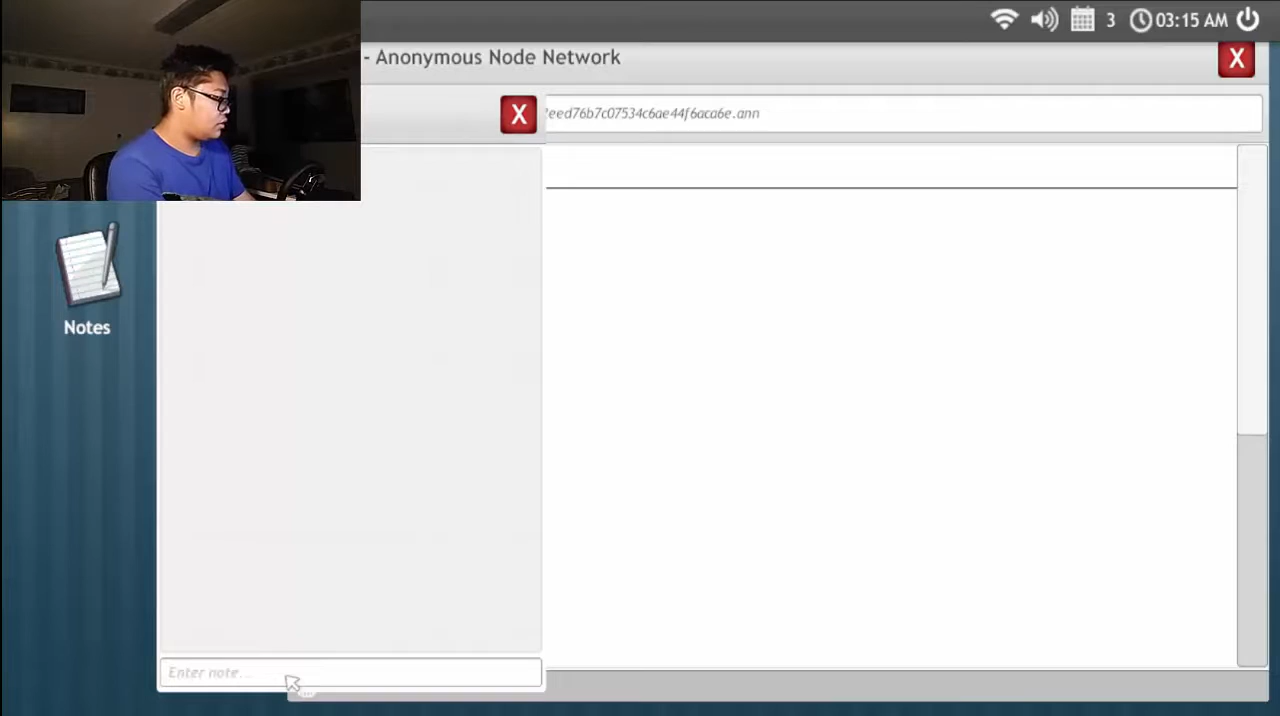 3 03:15 AM
- Anonymous Node Network
X
X
eed76b7c07534c6ae44f6aca6e.ann
Notes
Enter note...